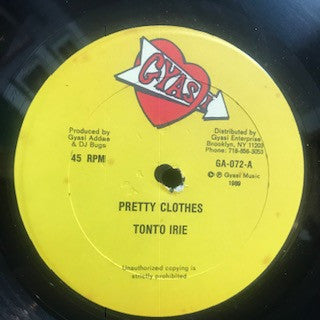 GYASI
Produced by
Gyasi Addae
& DJ Bugs
45 RPM
Distributed by
Gyasi Enterprise
Brooklyn, NY 11203
Phone: 718-856-3053
GA-072-A
© ℗ Gyasi Music
1989
PRETTY CLOTHES
TONTO IRIE
Unauthorized copying is
strictly prohibited